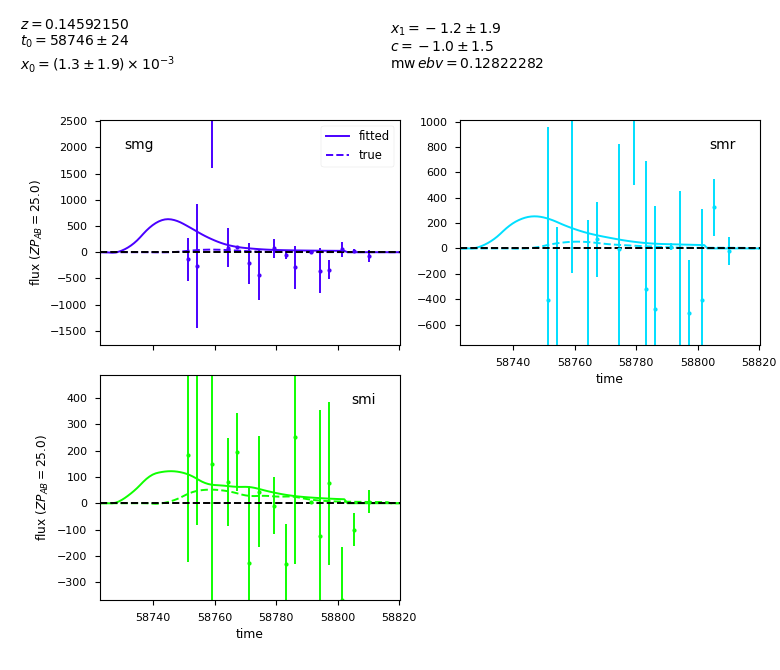 z = 0.14592150
t₀ = 58746 ± 24
x₀ = (1.3 ± 1.9) × 10⁻³
x₁ = −1.2 ± 1.9
c = −1.0 ± 1.5
mw ebv = 0.12822282
smg
fitted
true
2500
2000
1500
1000
500
0
−500
−1000
−1500
flux (ZP_AB = 25.0)
smr
1000
800
600
400
200
0
−200
−400
−600
58740 58760 58780 58800 58820
time
smi
400
300
200
100
0
−100
−200
−300
flux (ZP_AB = 25.0)
58740 58760 58780 58800 58820
time